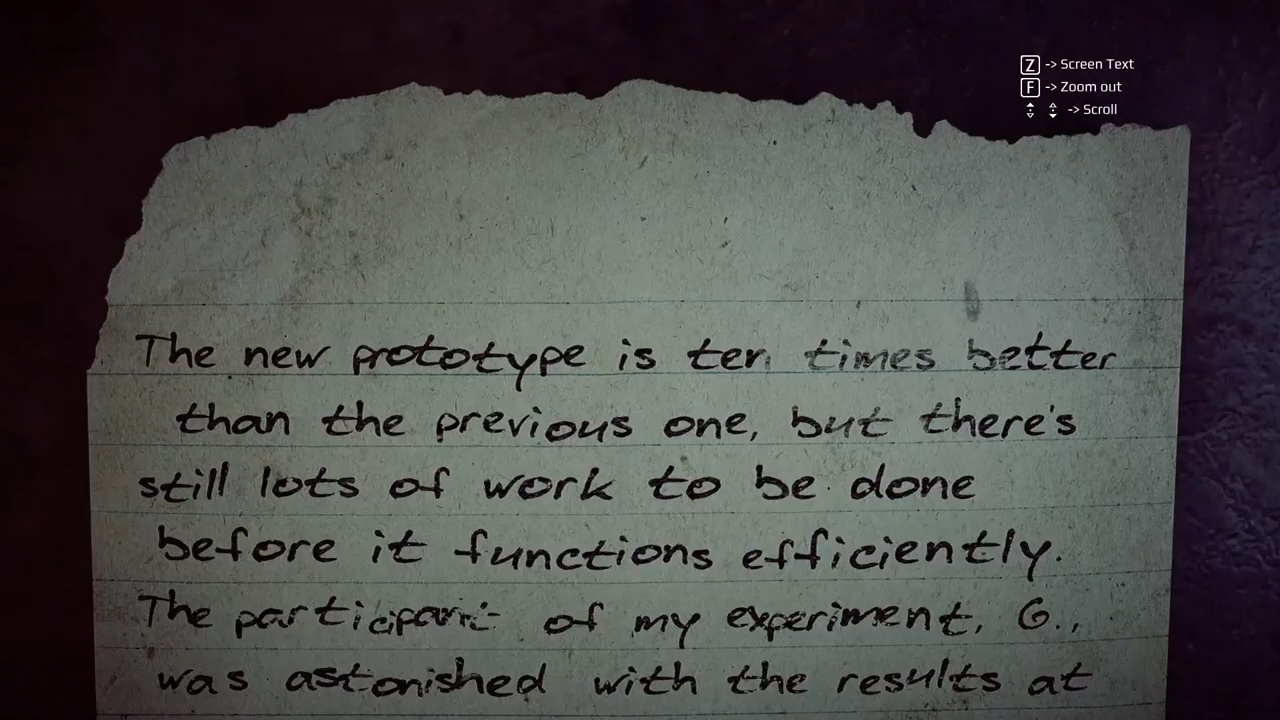 Z -> Screen Text
F -> Zoom out
-> Scroll
The new prototype is ten times better
than the previous one, but there's
still lots of work to be done
before it functions efficiently.
The participant of my experiment, G.,
was astonished with the results at